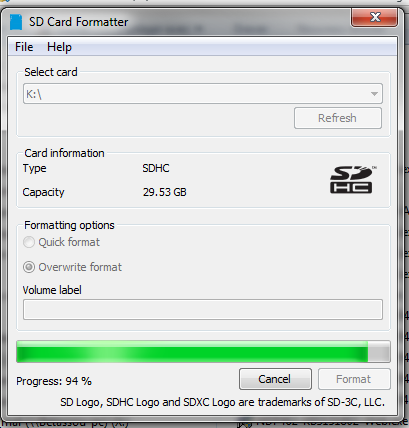 SD Card Formatter
File Help
Select card
K:\
Refresh
Card information
Type SDHC
Capacity 29.53 GB
SD
HC
Formatting options
Quick format
Overwrite format
Volume label
Progress: 94 %
Cancel Format
SD Logo, SDHC Logo and SDXC Logo are trademarks of SD-3C, LLC.